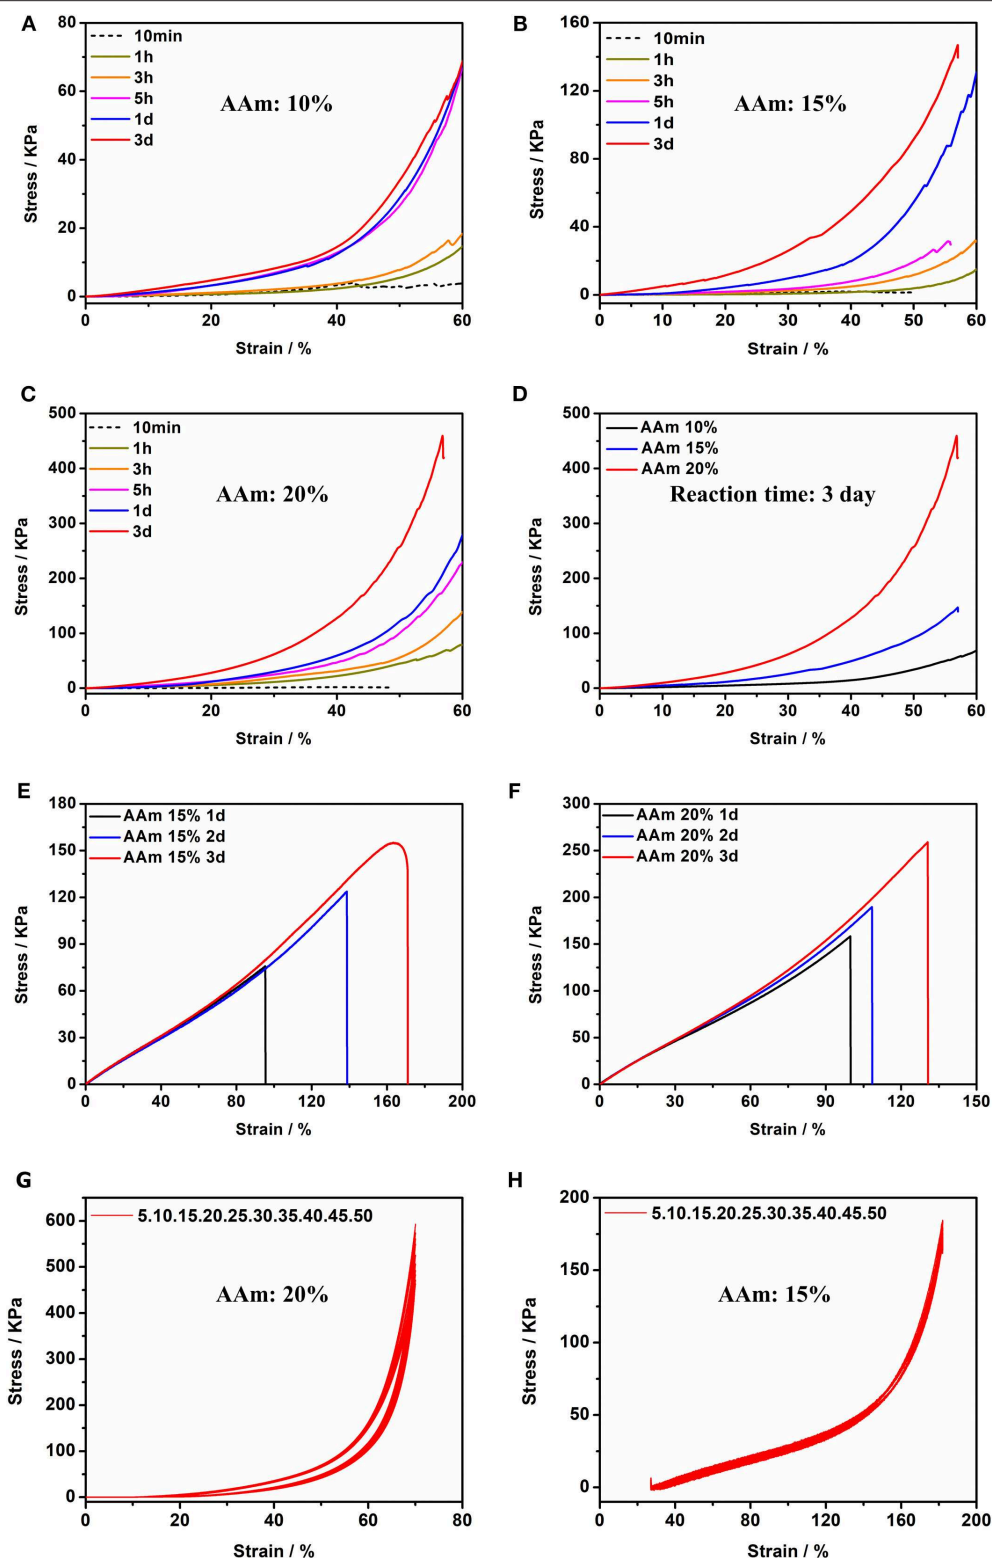 A
80
60
40
20
0
0
20
40
60
Stress / KPa
Strain / %
10min
1h
3h
5h
1d
3d
AAm: 10%
B
160
120
80
40
0
0
10
20
30
40
50
60
Stress / KPa
Strain / %
10min
1h
3h
5h
1d
3d
AAm: 15%
C
500
400
300
200
100
0
0
20
40
60
Stress / KPa
Strain / %
10min
1h
3h
5h
1d
3d
AAm: 20%
D
500
400
300
200
100
0
0
10
20
30
40
50
60
Stress / KPa
Strain / %
AAm 10%
AAm 15%
AAm 20%
Reaction time: 3 day
E
180
150
120
90
60
30
0
0
40
80
120
160
200
Stress / KPa
Strain / %
AAm 15% 1d
AAm 15% 2d
AAm 15% 3d
F
300
250
200
150
100
50
0
0
30
60
90
120
150
Stress / KPa
Strain / %
AAm 20% 1d
AAm 20% 2d
AAm 20% 3d
G
600
500
400
300
200
100
0
0
20
40
60
80
Stress / KPa
Strain / %
5.10.15.20.25.30.35.40.45.50
AAm: 20%
H
200
150
100
50
0
0
40
80
120
160
200
Stress / KPa
Strain / %
5.10.15.20.25.30.35.40.45.50
AAm: 15%